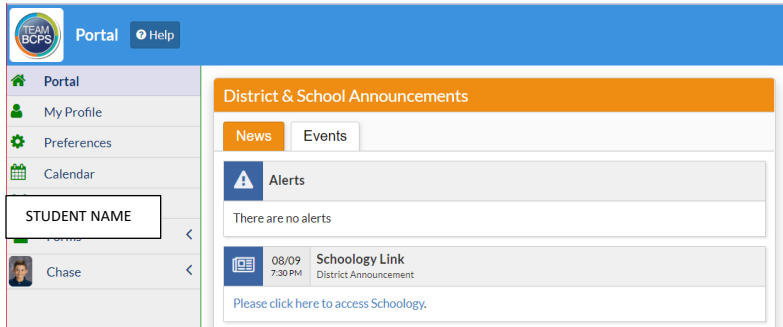 TEAM
BCPS
Portal
Help
Portal
My Profile
Preferences
Calendar
STUDENT NAME
Chase
District & School Announcements
News
Events
Alerts
There are no alerts
08/09
7:30 PM
Schoology Link
District Announcement
Please click here to access Schoology.